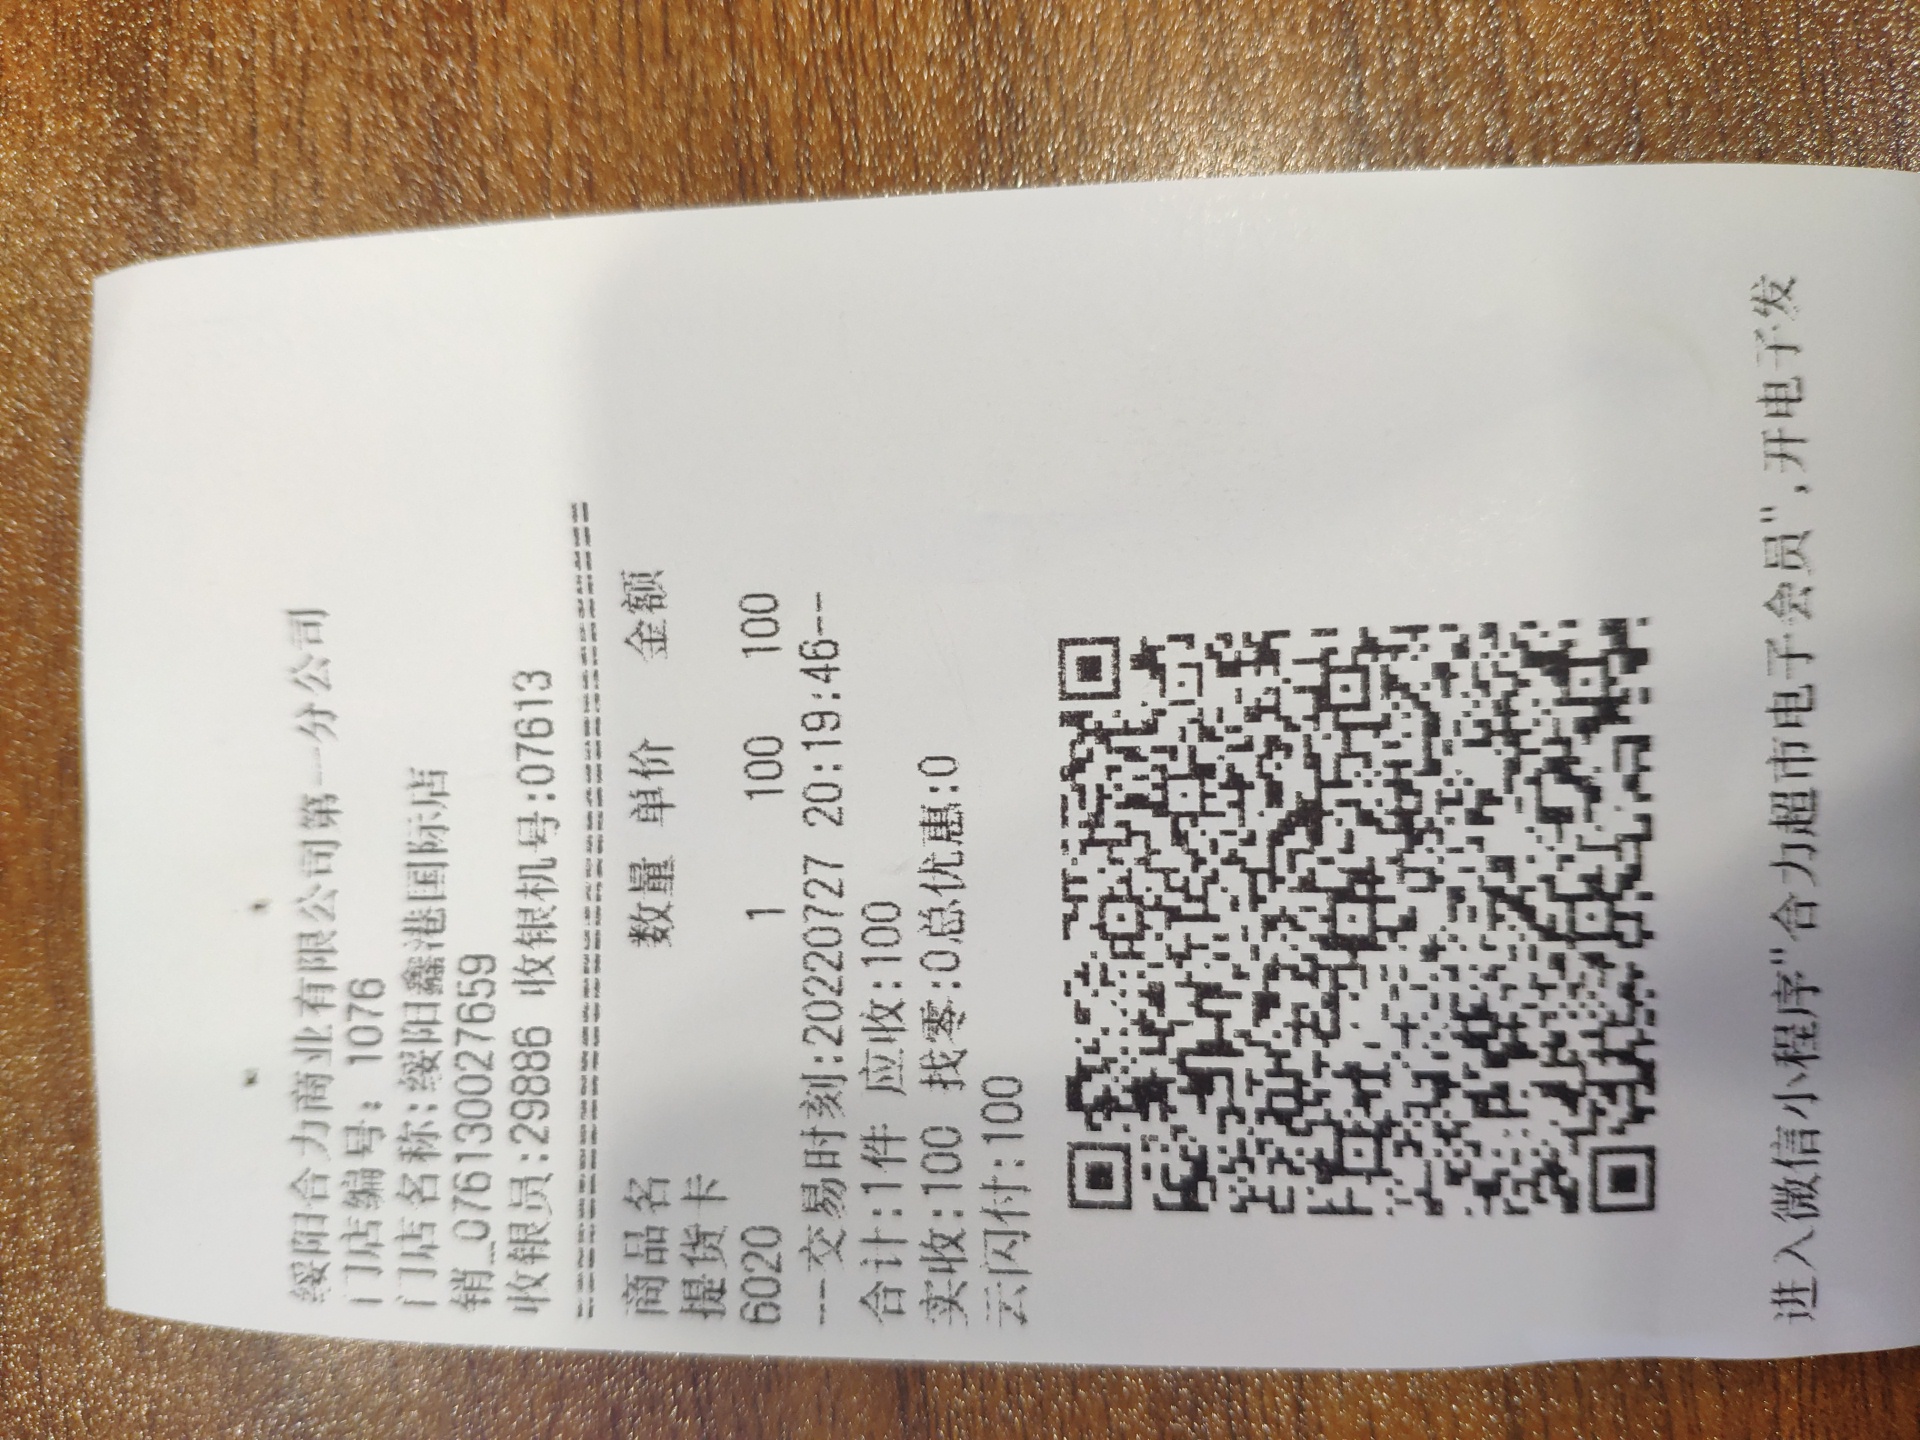 绥阳合力商业有限公司第一分公司
门店编号: 1076
门店名称:绥阳鑫港国际店
销_076130027659
收银员:29886 收银机号:07613
商品名 数量 单价 金额
提货卡
6020 1 100 100
--交易时刻:20220727 20:19:46--
合计:1件 应收:100
实收:100 找零:0总优惠:0
云闪付:100
进入微信小程序"合力超市电子会员",开电子发